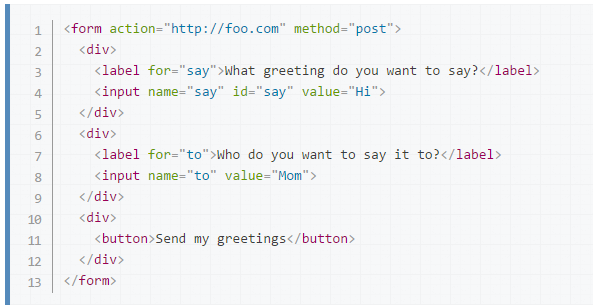 1 <form action="http://foo.com" method="post">
2   <div>
3     <label for="say">What greeting do you want to say?</label>
4     <input name="say" id="say" value="Hi">
5   </div>
6   <div>
7     <label for="to">Who do you want to say it to?</label>
8     <input name="to" value="Mom">
9   </div>
10   <div>
11     <button>Send my greetings</button>
12   </div>
13 </form>